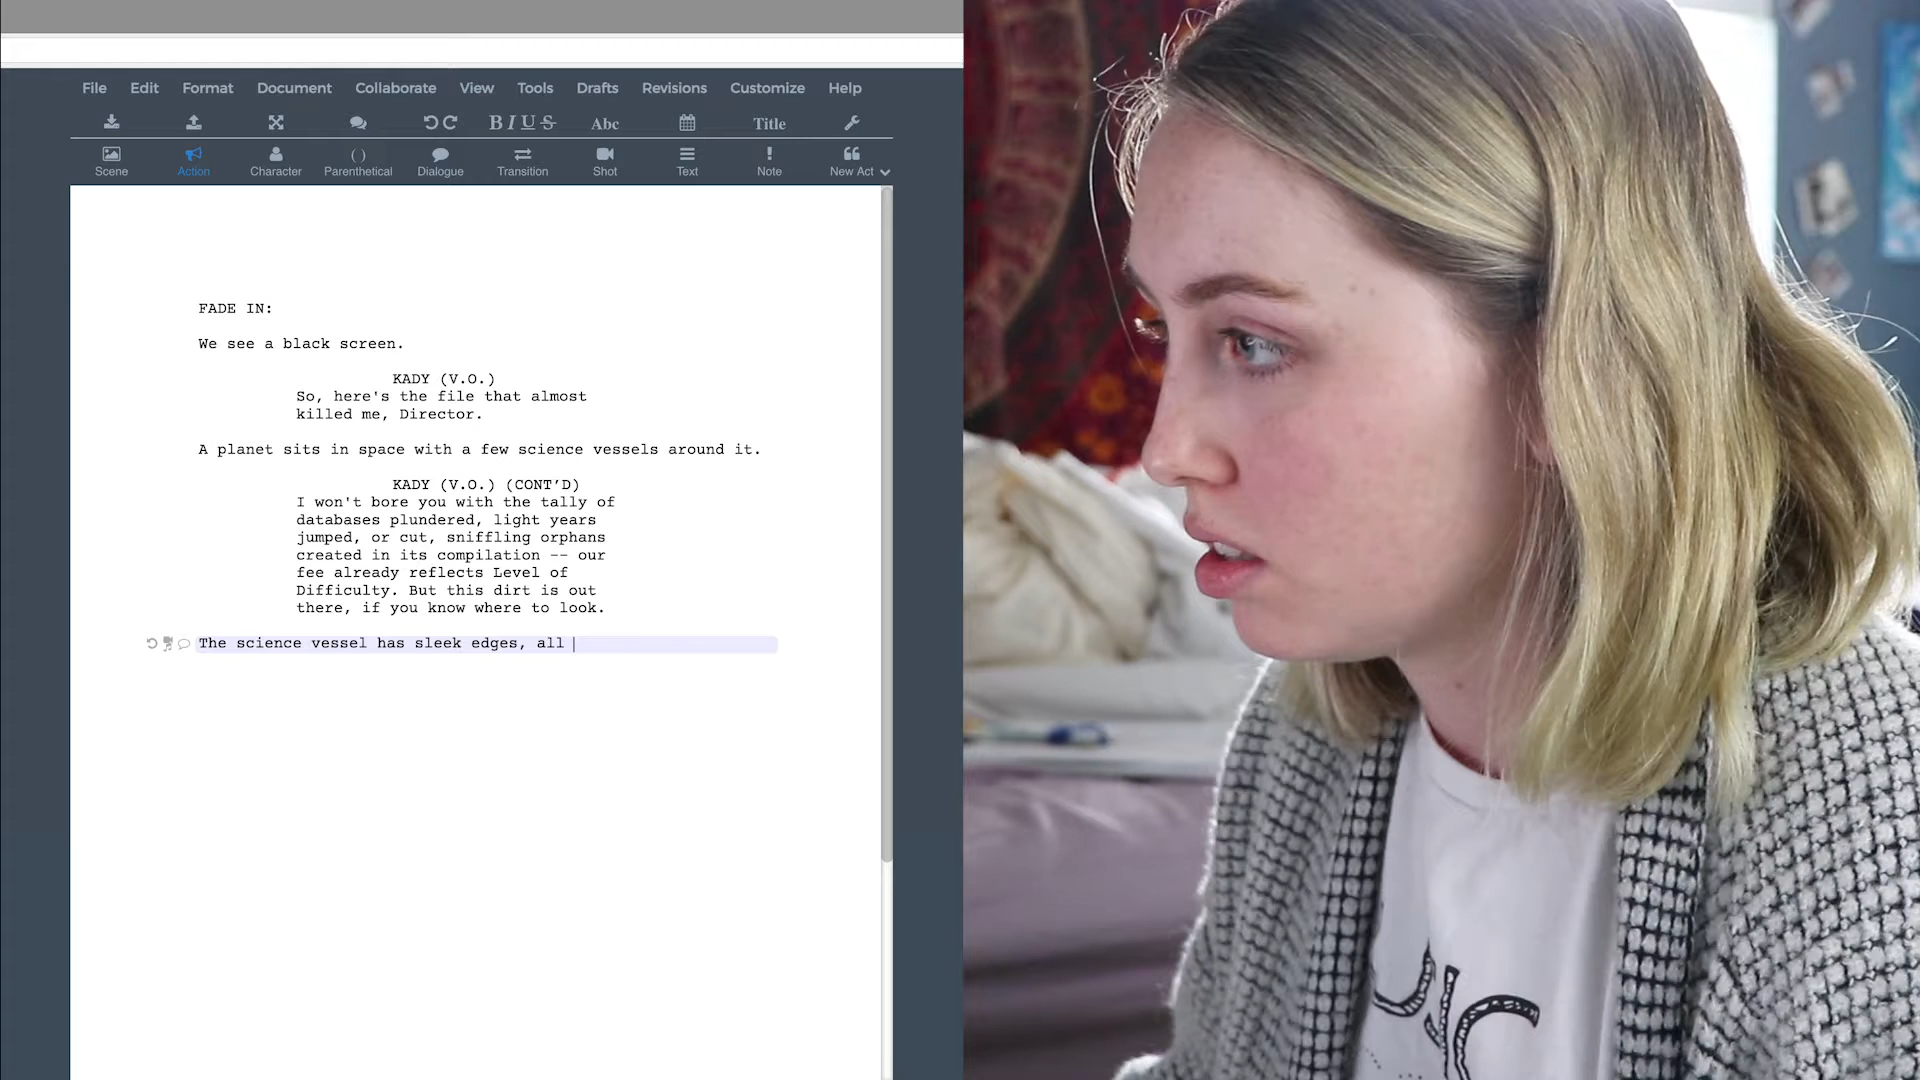 File Edit Format Document Collaborate View Tools Drafts Revisions Customize Help
B I U S Abc Title
Scene Action Character Parenthetical Dialogue Transition Shot Text Note New Act
FADE IN:
We see a black screen.
KADY (V.O.)
So, here's the file that almost
killed me, Director.
A planet sits in space with a few science vessels around it.
KADY (V.O.) (CONT'D)
I won't bore you with the tally of
databases plundered, light years
jumped, or cut, sniffling orphans
created in its compilation -- our
fee already reflects Level of
Difficulty. But this dirt is out
there, if you know where to look.
The science vessel has sleek edges, all